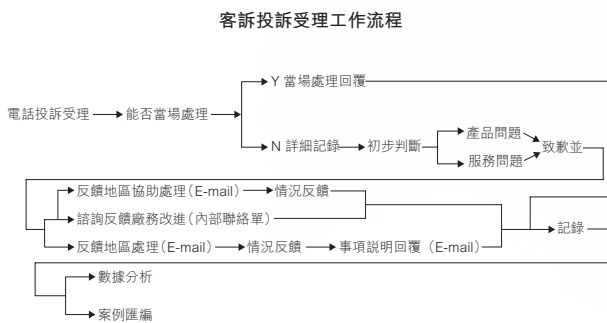 客訴投訴受理工作流程
Y 當場處理回覆
電話投訴受理 能否當場處理
產品問題
N 詳細記錄 初步判斷 致歉並
服務問題
反饋地區協助處理（E-mail） 情況反饋
諮詢反饋廠務改進（內部聯絡單） 記錄
反饋地區處理（E-mail） 情況反饋 事項說明回覆（E-mail）
數據分析
案例匯編